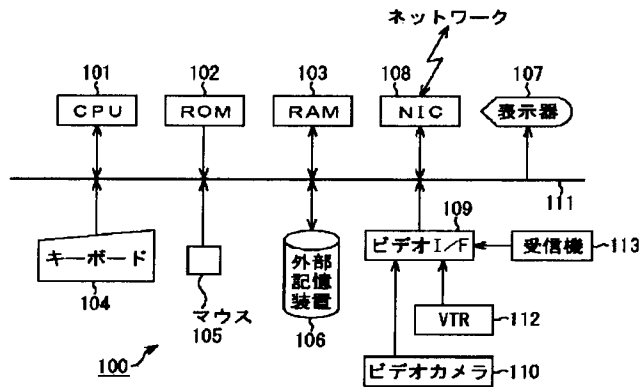 ネットワーク
101
102
103
108
107
CPU
ROM
RAM
NIC
表示器
111
109
キーボード
104
マウス
105
外部
記憶
装置
106
ビデオI/F
受信機
113
VTR
112
100
ビデオカメラ
110